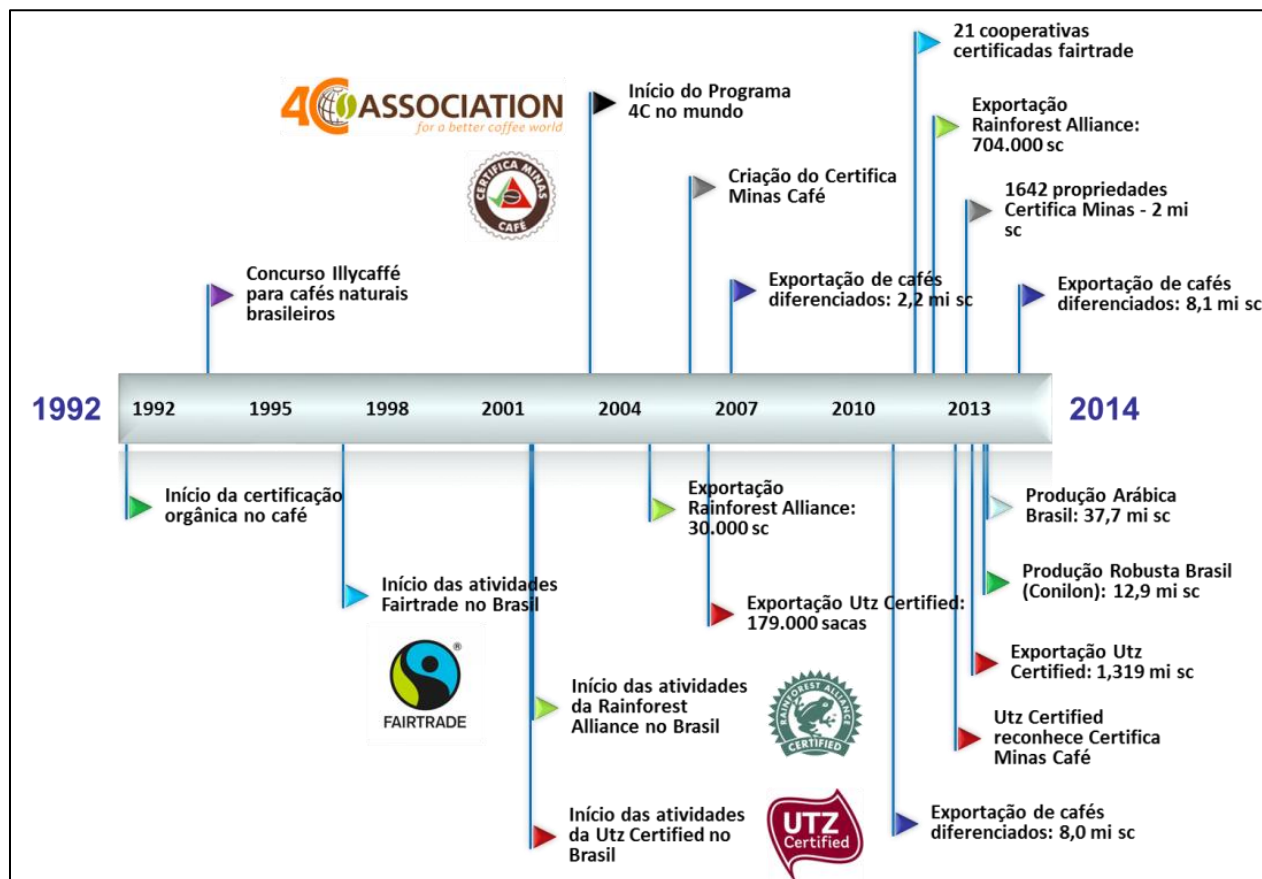 21 cooperativas
certificadas fairtrade
4C ASSOCIATION
for a better coffee world
Início do Programa
4C no mundo
Exportação
Rainforest Alliance:
704.000 sc
CERTIFICA MINAS
CAFÉ
Criação do Certifica
Minas Café
1642 propriedades
Certifica Minas - 2 mi
sc
Concurso Illycaffé
para cafés naturais
brasileiros
Exportação de cafés
diferenciados: 2,2 mi sc
Exportação de cafés
diferenciados: 8,1 mi sc
1992 1992 1995 1998 2001 2004 2007 2010 2013 2014
Início da certificação
orgânica no café
Exportação
Rainforest Alliance:
30.000 sc
Produção Arábica
Brasil: 37,7 mi sc
Início das atividades
Fairtrade no Brasil
Exportação Utz Certified:
179.000 sacas
Produção Robusta Brasil
(Conilon): 12,9 mi sc
FAIRTRADE
®
Início das atividades
da Rainforest
Alliance no Brasil
RAINFOREST ALLIANCE
CERTIFIED
Exportação Utz
Certified: 1,319 mi sc
Utz Certified
reconhece Certifica
Minas Café
Início das atividades
da Utz Certified no
Brasil
UTZ
Certified
Exportação de cafés
diferenciados: 8,0 mi sc